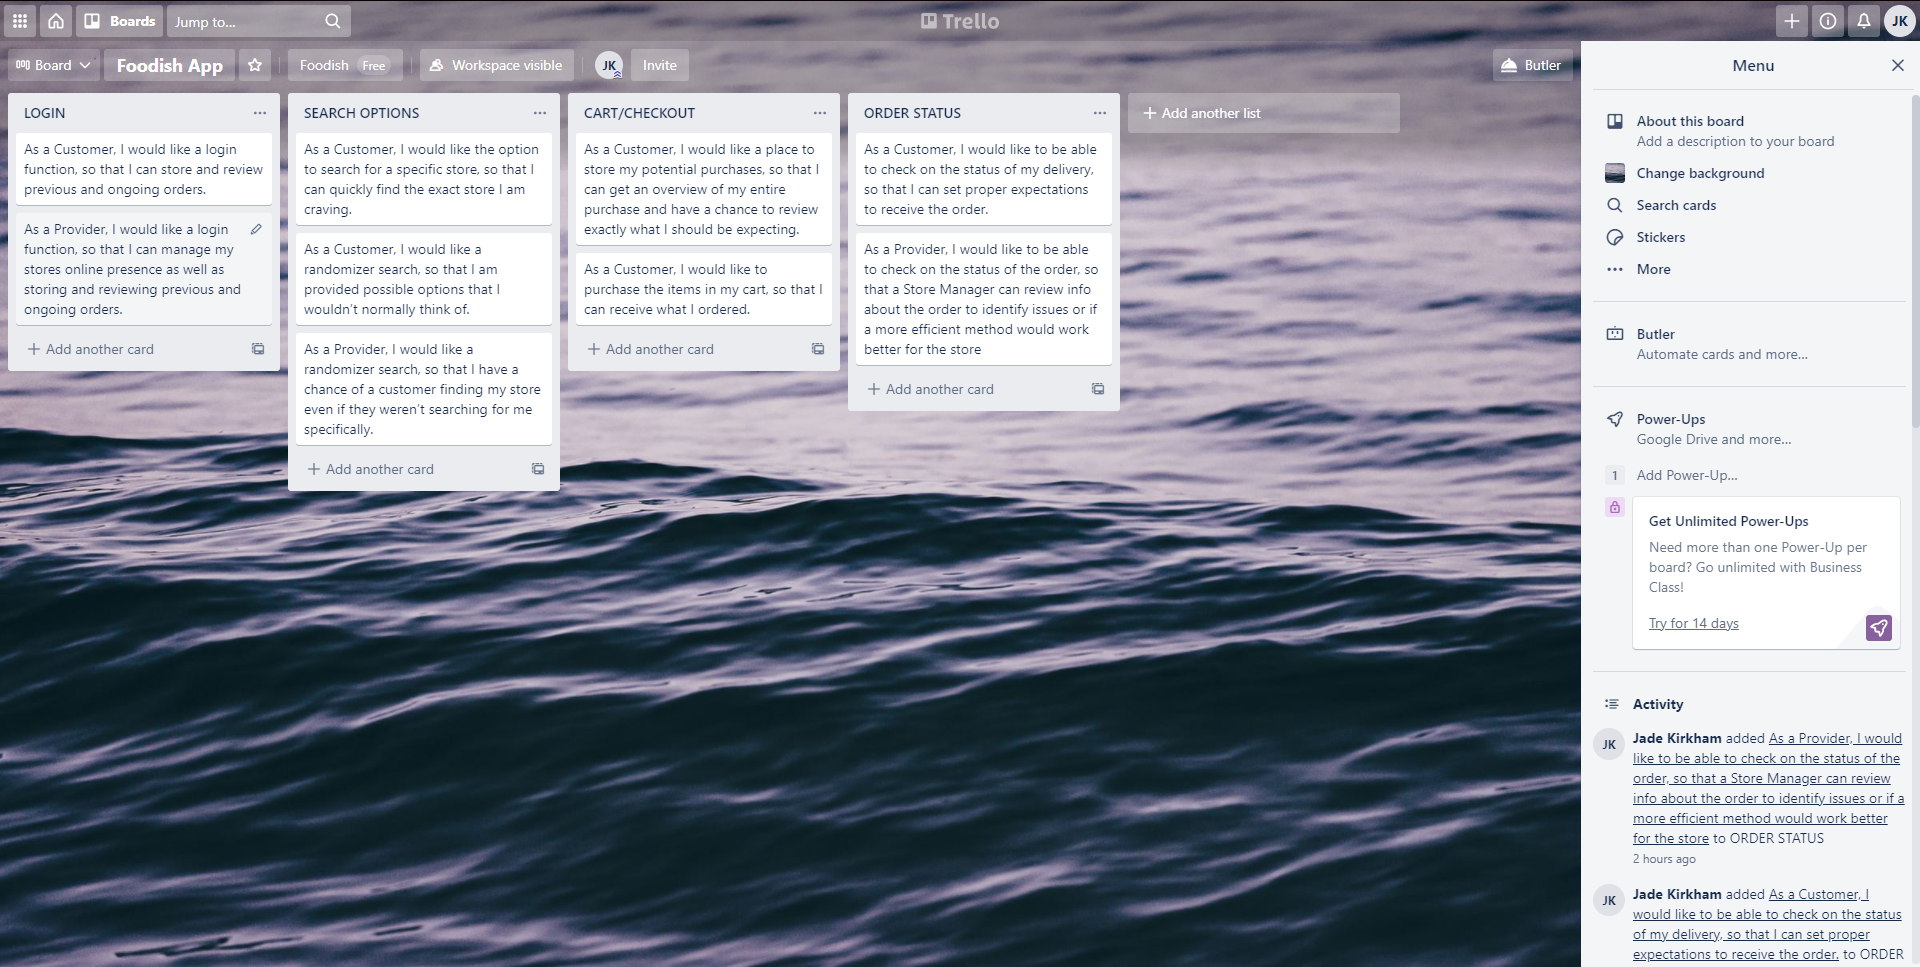 Boards
Jump to...
Trello
JK
Board
Foodish App
Foodish Free
Workspace visible
JK
Invite
Butler
LOGIN
As a Customer, I would like a login
function, so that I can store and review
previous and ongoing orders.
As a Provider, I would like a login
function, so that I can manage my
stores online presence as well as
storing and reviewing previous and
ongoing orders.
+ Add another card
SEARCH OPTIONS
As a Customer, I would like the option
to search for a specific store, so that I
can quickly find the exact store I am
craving.
As a Customer, I would like a
randomizer search, so that I am
provided possible options that I
wouldn't normally think of.
As a Provider, I would like a
randomizer search, so that I have a
chance of a customer finding my store
even if they weren't searching for me
specifically.
+ Add another card
CART/CHECKOUT
As a Customer, I would like a place to
store my potential purchases, so that I
can get an overview of my entire
purchase and have a chance to review
exactly what I should be expecting.
As a Customer, I would like to
purchase the items in my cart, so that I
can receive what I ordered.
+ Add another card
ORDER STATUS
As a Customer, I would like to be able
to check on the status of my delivery,
so that I can set proper expectations
to receive the order.
As a Provider, I would like to be able
to check on the status of the order, so
that a Store Manager can review info
about the order to identify issues or if
a more efficient method would work
better for the store
+ Add another card
+ Add another list
Menu
About this board
Add a description to your board
Change background
Search cards
Stickers
More
Butler
Automate cards and more...
Power-Ups
Google Drive and more...
1 Add Power-Up...
Get Unlimited Power-Ups
Need more than one Power-Up per
board? Go unlimited with Business
Class!
Try for 14 days
Activity
JK
Jade Kirkham added As a Provider, I would
like to be able to check on the status of the
order, so that a Store Manager can review
info about the order to identify issues or if a
more efficient method would work better
for the store to ORDER STATUS
2 hours ago
JK
Jade Kirkham added As a Customer, I
would like to be able to check on the status
of my delivery, so that I can set proper
expectations to receive the order. to ORDER